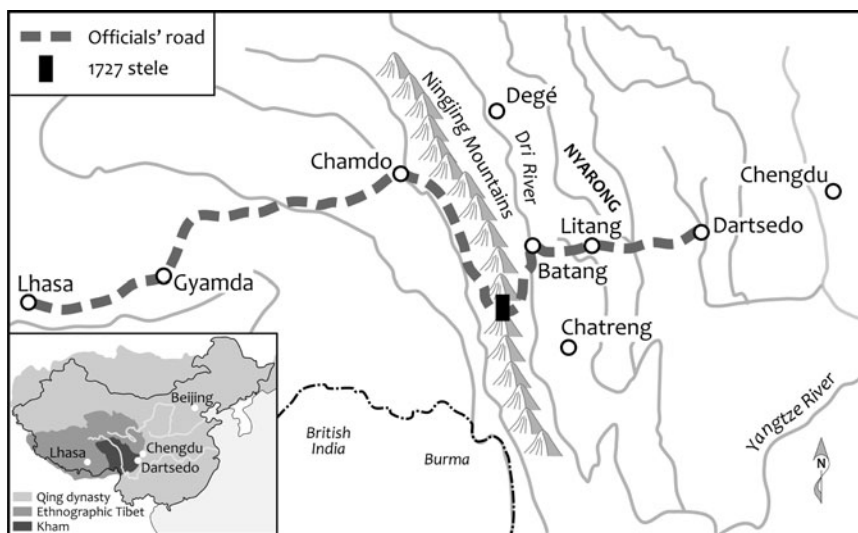 Officials' road
1727 stele
Ningjing Mountains
Degé
Dri River
NYARONG
Chamdo
Chengdu
Litang
Dartsedo
Batang
Lhasa
Gyamda
Chatreng
Yangtze River
British
India
Burma
N
Beijing
Lhasa
Chengdu
Dartsedo
Qing dynasty
Ethnographic Tibet
Kham